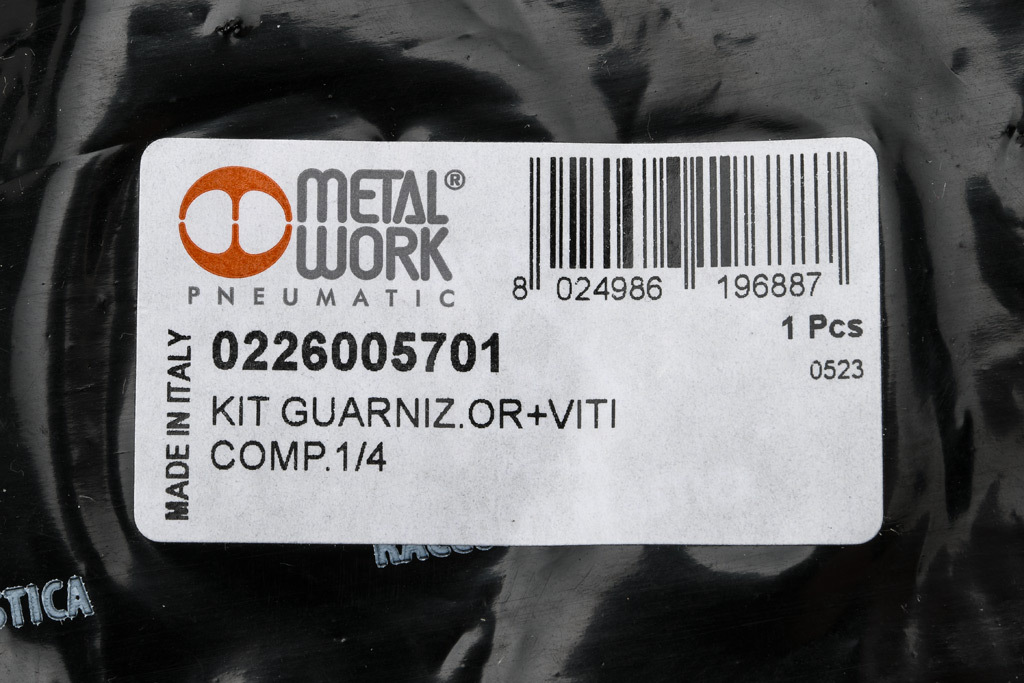 METAL®
WORK
PNEUMATIC
8 024986 196887
1 Pcs
0523
MADE IN ITALY
0226005701
KIT GUARNIZ.OR+VITI
COMP.1/4